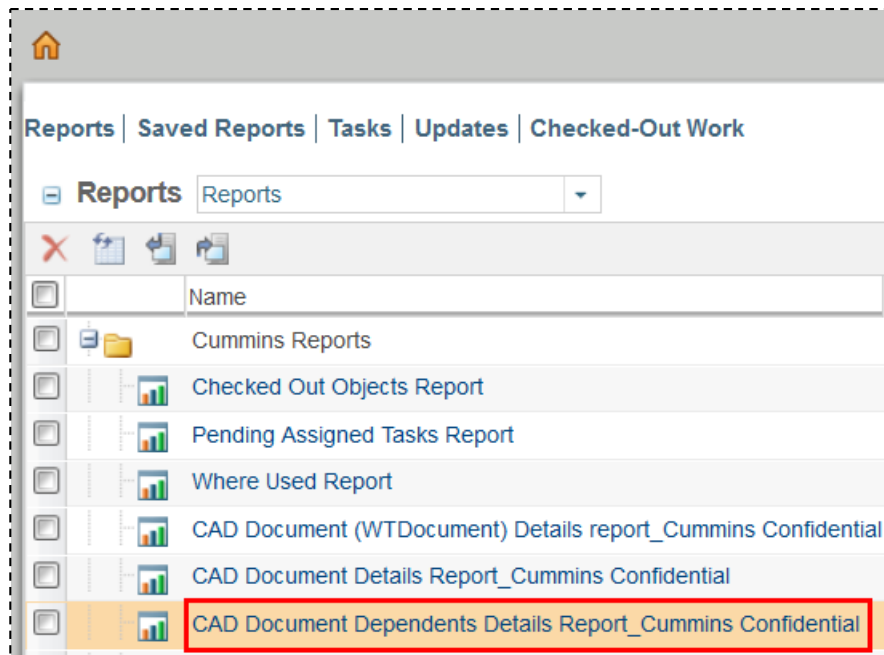 Reports | Saved Reports | Tasks | Updates | Checked-Out Work
Reports Reports
Name
Cummins Reports
Checked Out Objects Report
Pending Assigned Tasks Report
Where Used Report
CAD Document (WTDocument) Details report_Cummins Confidential
CAD Document Details Report_Cummins Confidential
CAD Document Dependents Details Report_Cummins Confidential